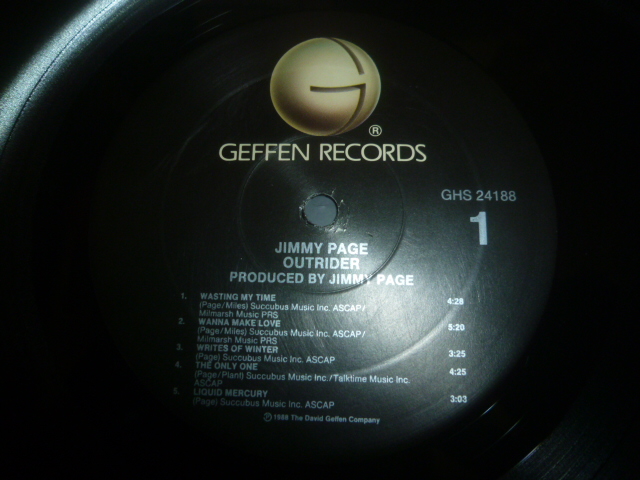 G
®
GEFFEN RECORDS
GHS 24188
1
JIMMY PAGE
OUTRIDER
PRODUCED BY JIMMY PAGE
1. WASTING MY TIME 4:28
(Page/Miles) Succubus Music Inc. ASCAP/
Milmarsh Music PRS
2. WANNA MAKE LOVE 5:20
(Page/Miles) Succubus Music Inc. ASCAP/
Milmarsh Music PRS
3. WRITES OF WINTER 3:25
(Page) Succubus Music Inc. ASCAP
4. THE ONLY ONE 4:25
(Page/Plant) Succubus Music Inc./Talktime Music Inc.
ASCAP
5. LIQUID MERCURY 3:03
(Page) Succubus Music Inc. ASCAP
℗ 1988 The David Geffen Company